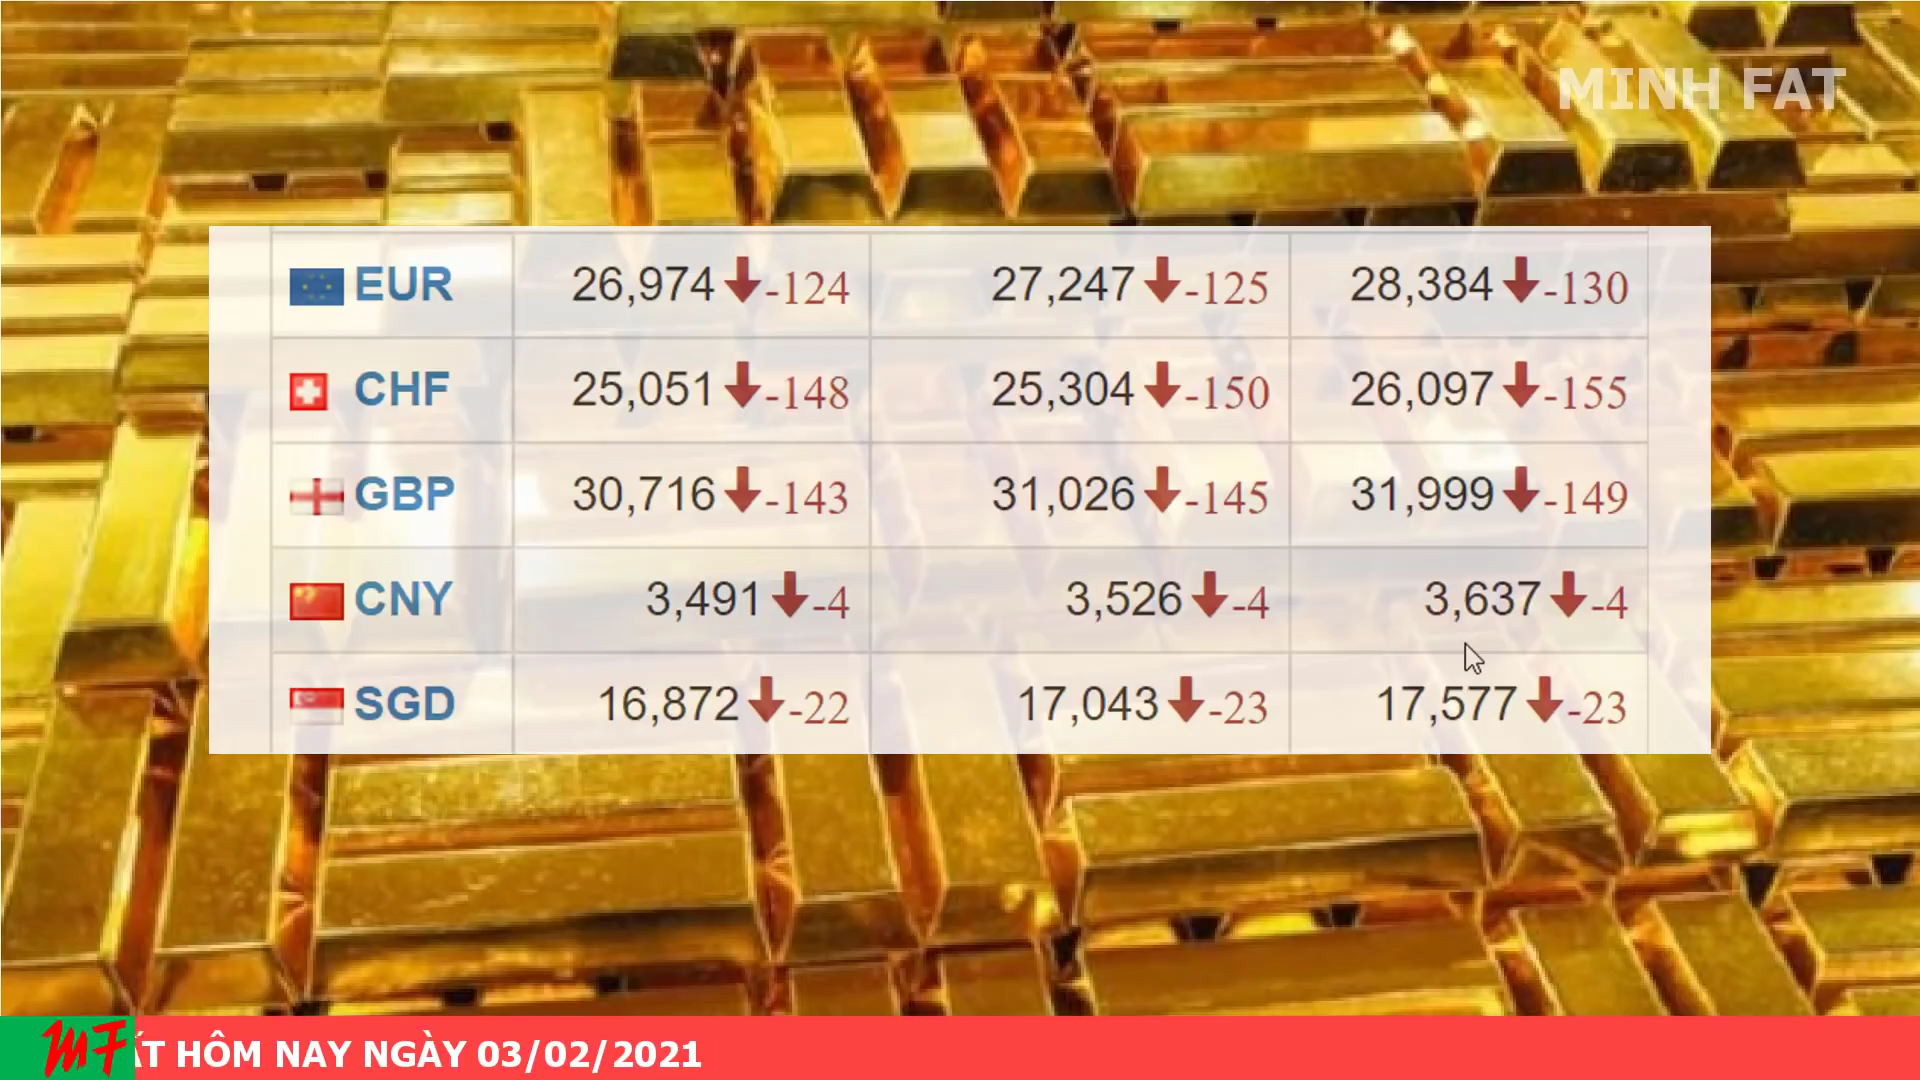 MINH FAT
EUR 26,974 -124 27,247 -125 28,384 -130
CHF 25,051 -148 25,304 -150 26,097 -155
GBP 30,716 -143 31,026 -145 31,999 -149
CNY 3,491 -4 3,526 -4 3,637 -4
SGD 16,872 -22 17,043 -23 17,577 -23
MF HÔM NAY NGÀY 03/02/2021